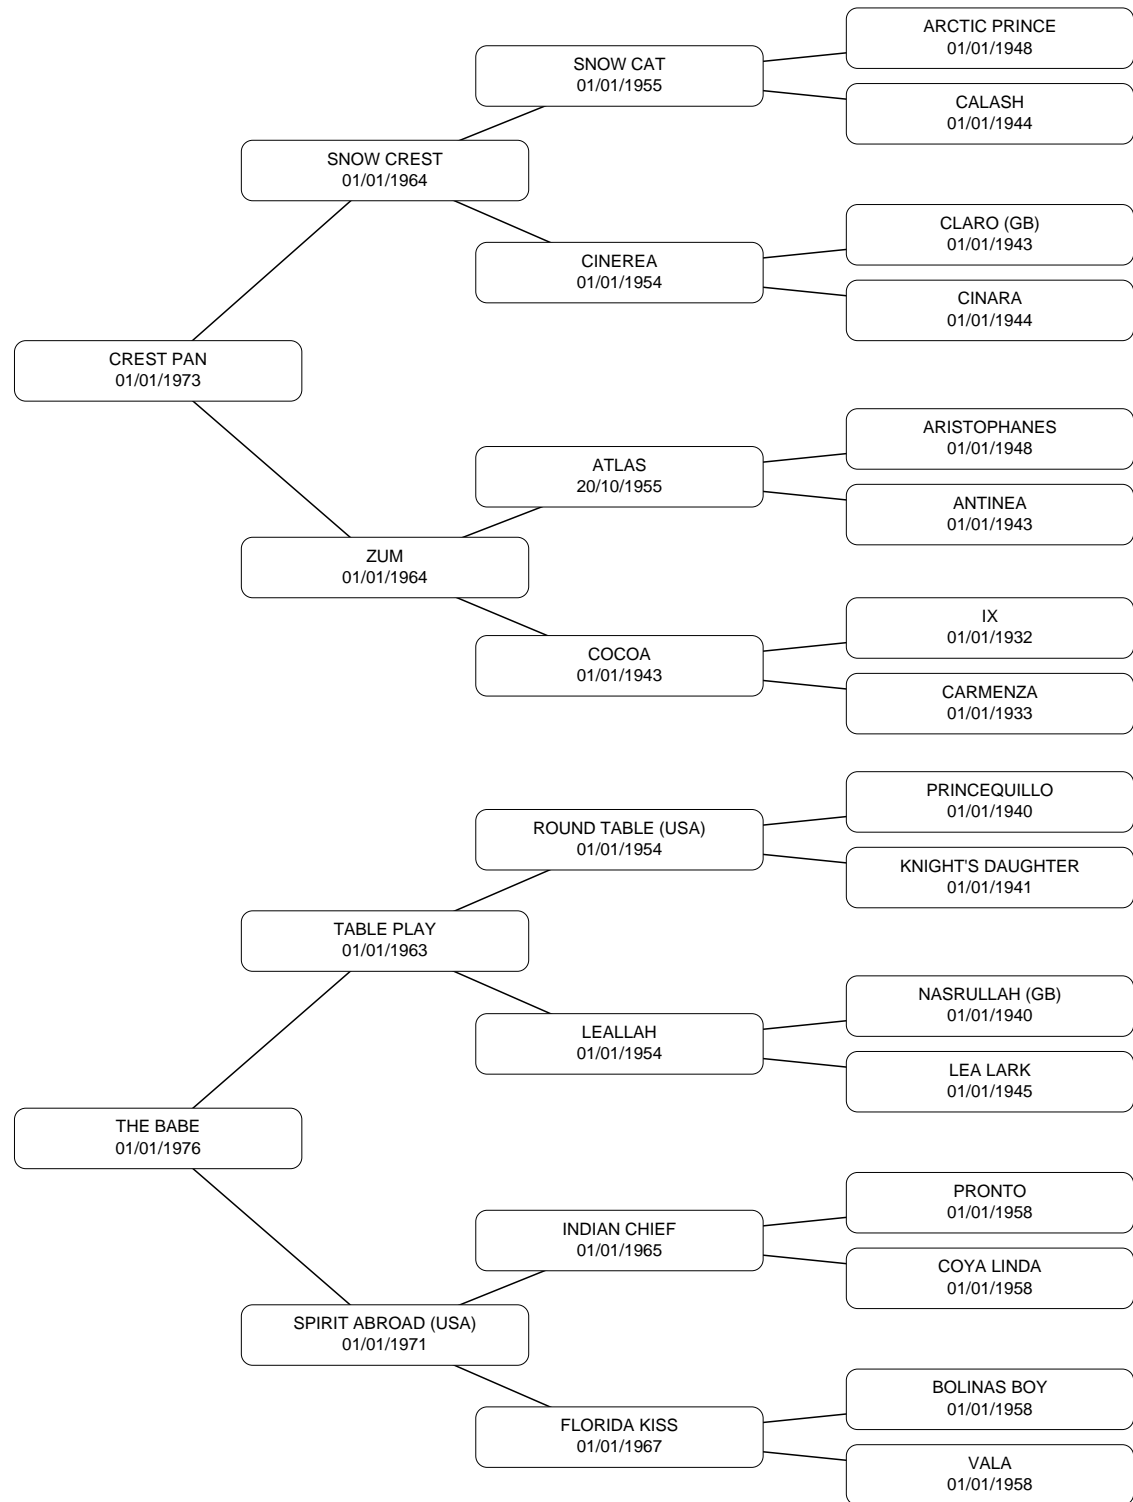 ARCTIC PRINCE
01/01/1948
SNOW CAT
01/01/1955
CALASH
01/01/1944
SNOW CREST
01/01/1964
CLARO (GB)
01/01/1943
CINEREA
01/01/1954
CINARA
01/01/1944
CREST PAN
01/01/1973
ARISTOPHANES
01/01/1948
ATLAS
20/10/1955
ANTINEA
01/01/1943
ZUM
01/01/1964
IX
01/01/1932
COCOA
01/01/1943
CARMENZA
01/01/1933
PRINCEQUILLO
01/01/1940
ROUND TABLE (USA)
01/01/1954
KNIGHT'S DAUGHTER
01/01/1941
TABLE PLAY
01/01/1963
NASRULLAH (GB)
01/01/1940
LEALLAH
01/01/1954
LEA LARK
01/01/1945
THE BABE
01/01/1976
PRONTO
01/01/1958
INDIAN CHIEF
01/01/1965
COYA LINDA
01/01/1958
SPIRIT ABROAD (USA)
01/01/1971
BOLINAS BOY
01/01/1958
FLORIDA KISS
01/01/1967
VALA
01/01/1958